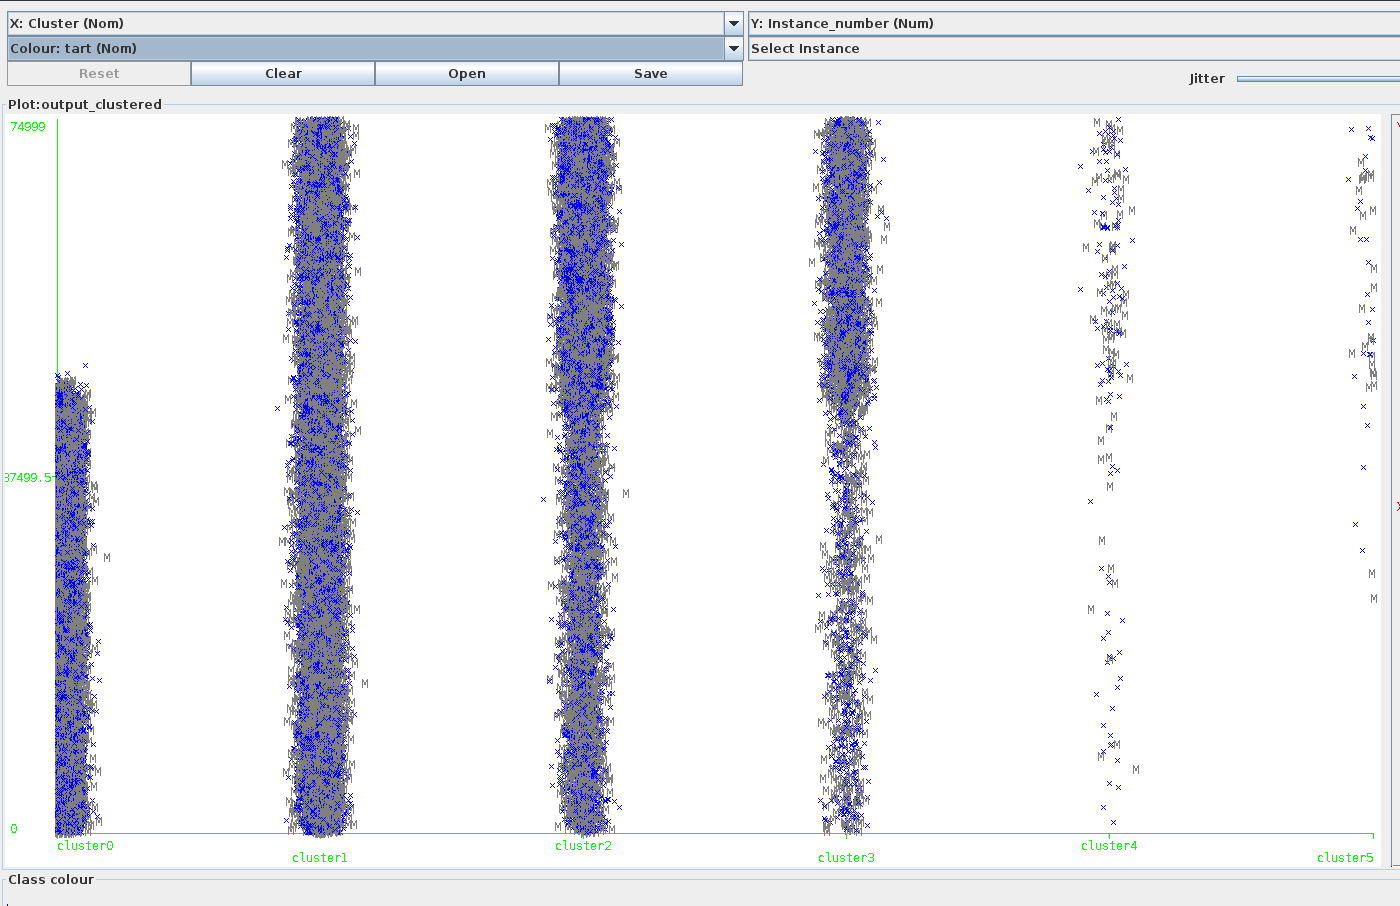 X: Cluster (Nom)
Y: Instance_number (Num)
Colour: tart (Nom)
Select Instance
Reset
Clear
Open
Save
Jitter
Plot:output_clustered
74999
37499.5
0
cluster0
cluster1
cluster2
cluster3
cluster4
cluster5
Class colour